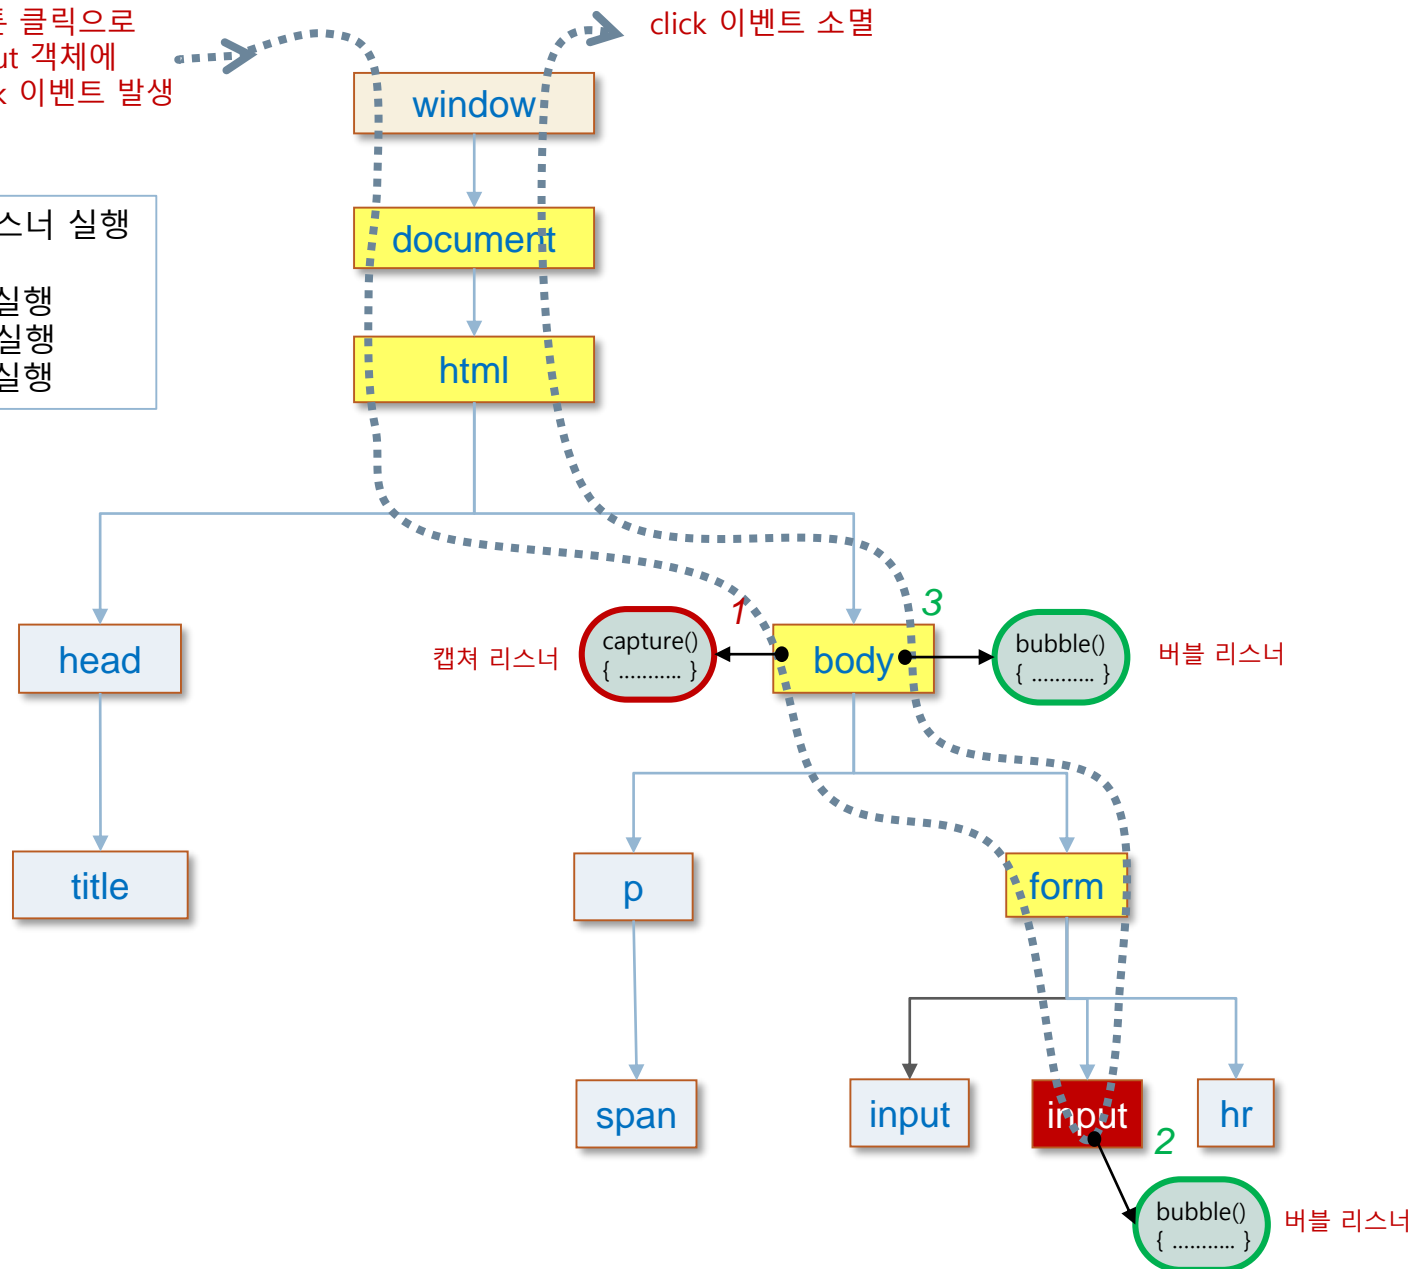 클릭으로
click 이벤트 소멸
객체에
이벤트 발생
window
스너 실행
document
실행
실행
실행
html
head
캡쳐 리스너
capture()
{ ........... }
1
body
3
bubble()
{ ........... }
버블 리스너
title
p
form
span
input
input
hr
2
bubble()
{ ........... }
버블 리스너